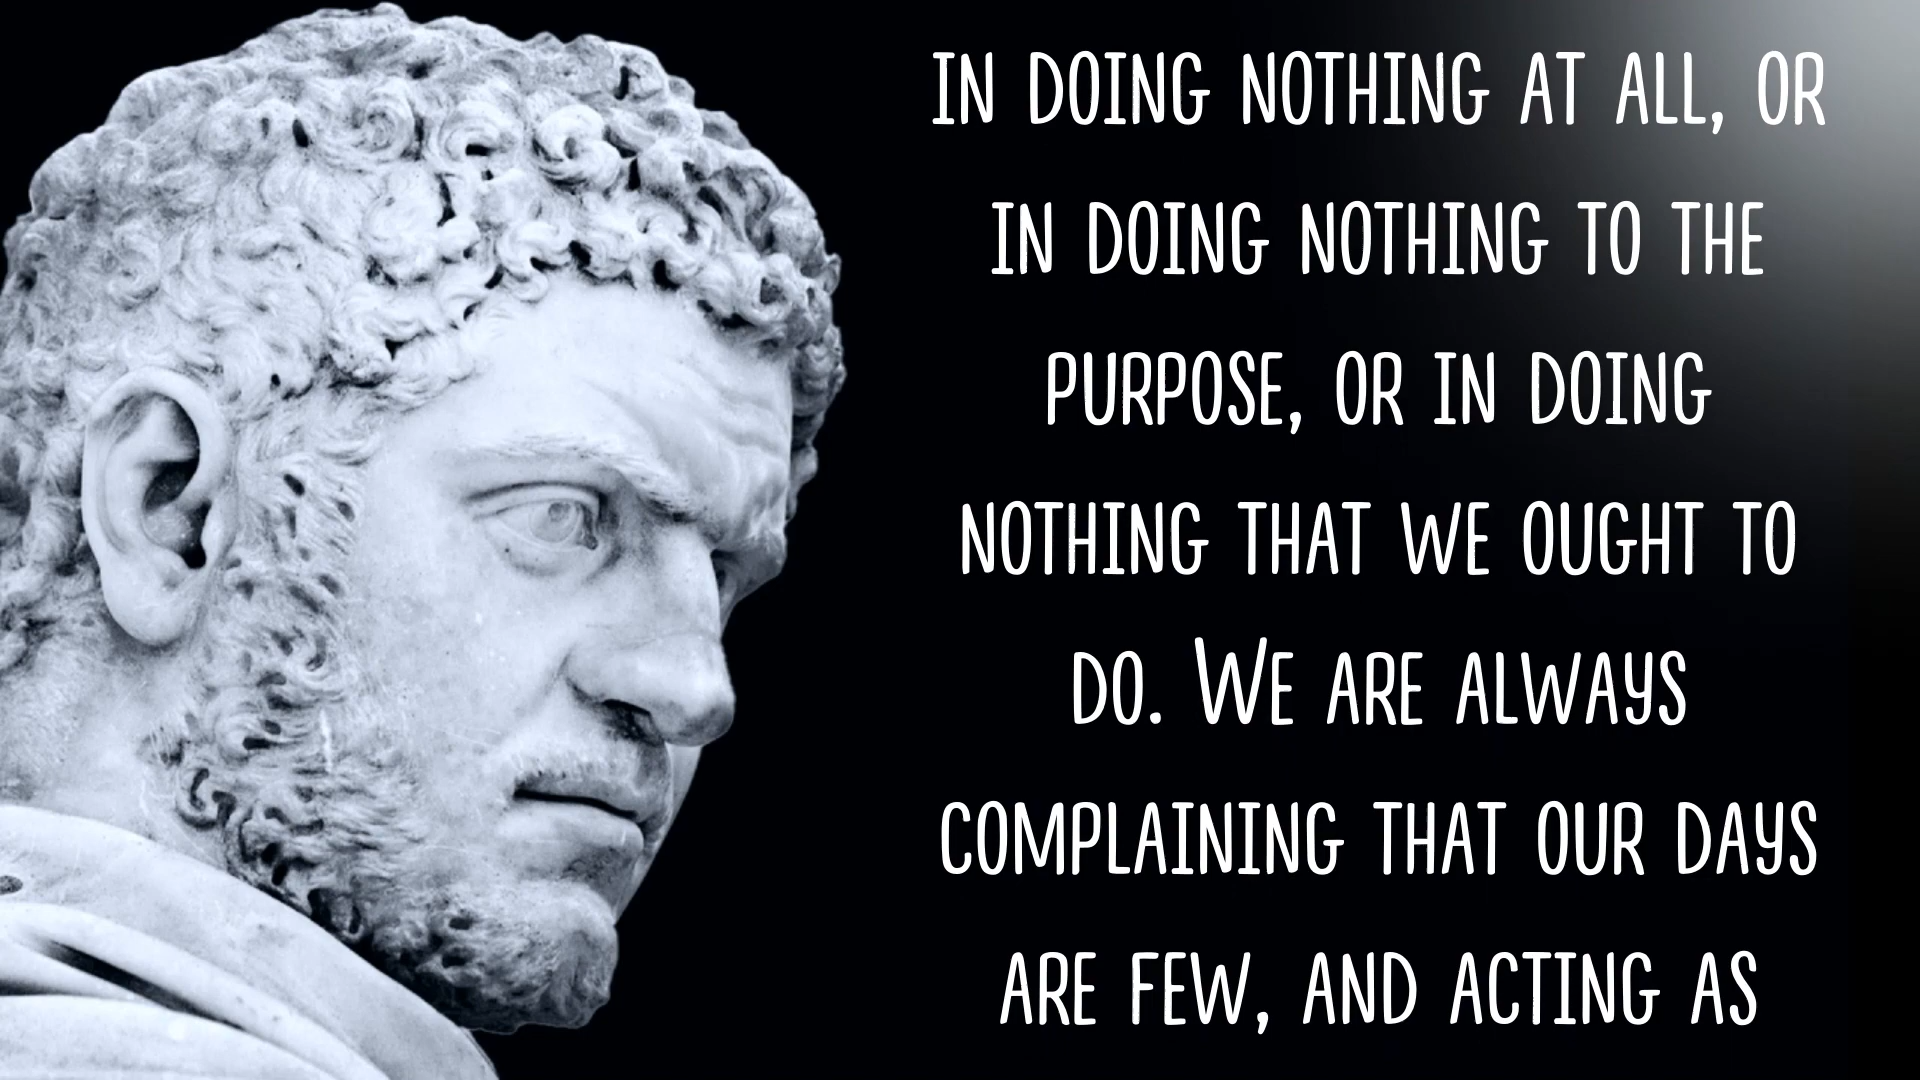 IN DOING NOTHING AT ALL, OR
IN DOING NOTHING TO THE
PURPOSE, OR IN DOING
NOTHING THAT WE OUGHT TO
DO. WE ARE ALWAYS
COMPLAINING THAT OUR DAYS
ARE FEW, AND ACTING AS